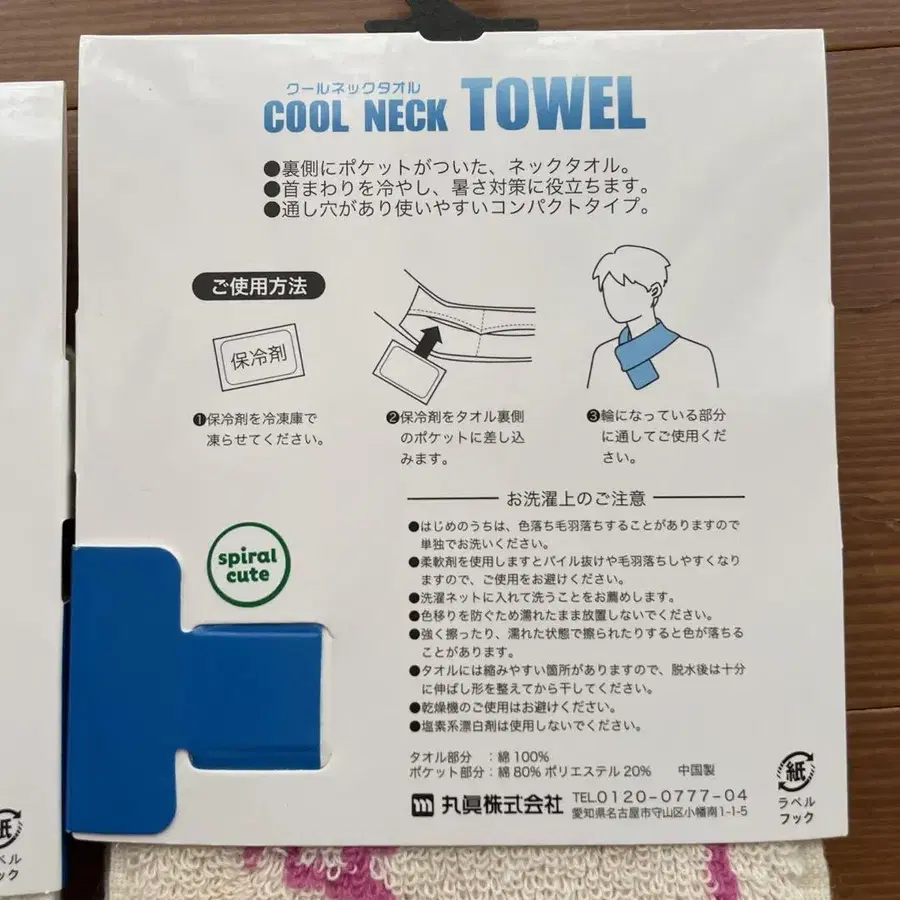 クールネックタオル
COOL NECK TOWEL
●裏側にポケットがついた、ネックタオル。
●首まわりを冷やし、暑さ対策に役立ちます。
●通し穴があり使いやすいコンパクトタイプ。
ご使用方法
保冷剤
❶保冷剤を冷凍庫で
凍らせてください。
❷保冷剤をタオル裏側
のポケットに差し込
みます。
❸輪になっている部分
に通してご使用くだ
さい。
お洗濯上のご注意
●はじめのうちは、色落ち毛羽落ちすることがありますので
単独でお洗いください。
●柔軟剤を使用しますとパイル抜けや毛羽落ちしやすくなり
ますので、ご使用をお避けください。
●洗濯ネットに入れて洗うことをお薦めします。
●色移りを防ぐため濡れたまま放置しないでください。
●強く擦ったり、濡れた状態で擦られたりすると色が落ちる
ことがあります。
●タオルには縮みやすい箇所がありますので、脱水後は十分
に伸ばし形を整えてから干してください。
●乾燥機のご使用はお避けください。
●塩素系漂白剤は使用しないでください。
spiral
cute
タオル部分 ：綿 100%
ポケット部分：綿 80% ポリエステル 20% 中国製
丸眞株式会社 TEL0120-0777-04
愛知県名古屋市守山区小幡南1-1-5
紙
ラベル
フック
紙
ベル
ック